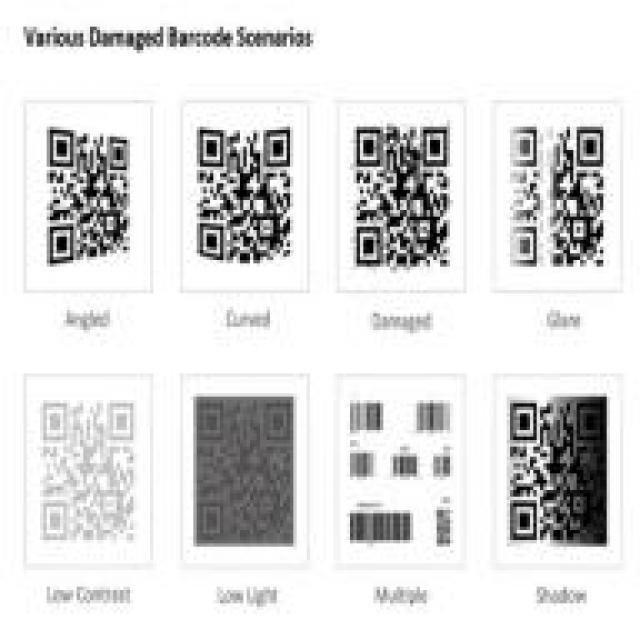 Various Damaged Barcode Scenarios
Angled
Curved
Damaged
Glare
Low Contrast
Low Light
Multiple
Shadow